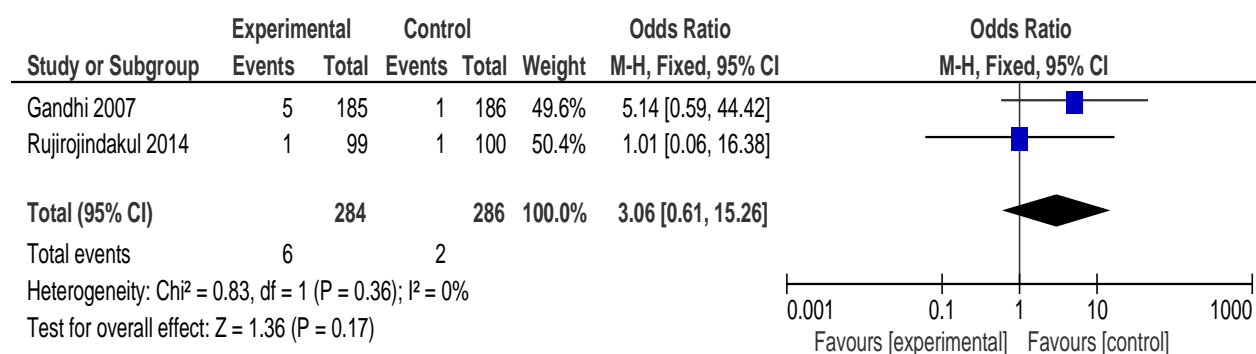 Experimental Control Odds Ratio Odds Ratio
Study or Subgroup Events Total Events Total Weight M-H, Fixed, 95% CI M-H, Fixed, 95% CI
Gandhi 2007 5 185 1 186 49.6% 5.14 [0.59, 44.42]
Rujirojindakul 2014 1 99 1 100 50.4% 1.01 [0.06, 16.38]
Total (95% CI) 284 286 100.0% 3.06 [0.61, 15.26]
Total events 6 2
Heterogeneity: Chi² = 0.83, df = 1 (P = 0.36); I² = 0%
Test for overall effect: Z = 1.36 (P = 0.17)
0.001 0.1 1 10 1000
Favours [experimental] Favours [control]